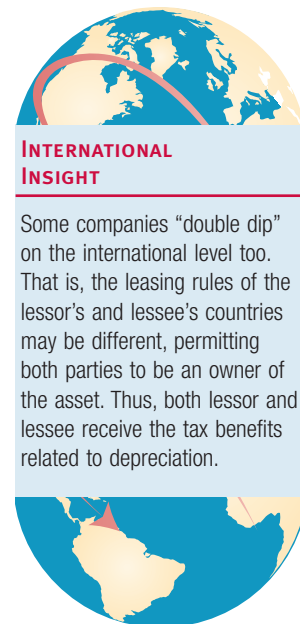 INTERNATIONAL
INSIGHT
Some companies “double dip”
on the international level too.
That is, the leasing rules of the
lessor’s and lessee’s countries
may be different, permitting
both parties to be an owner of
the asset. Thus, both lessor and
lessee receive the tax benefits
related to depreciation.